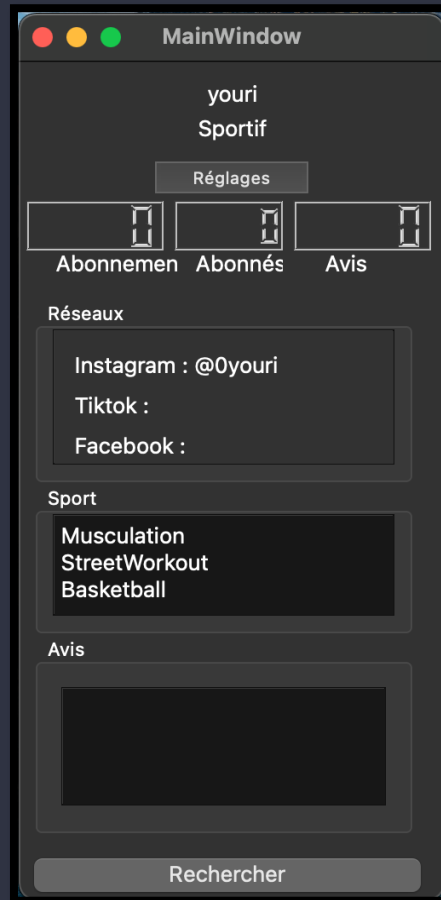 MainWindow
youri
Sportif
Réglages
0 0 0
Abonnemen Abonnés Avis
Réseaux
Instagram : @0youri
Tiktok :
Facebook :
Sport
Musculation
StreetWorkout
Basketball
Avis
Rechercher